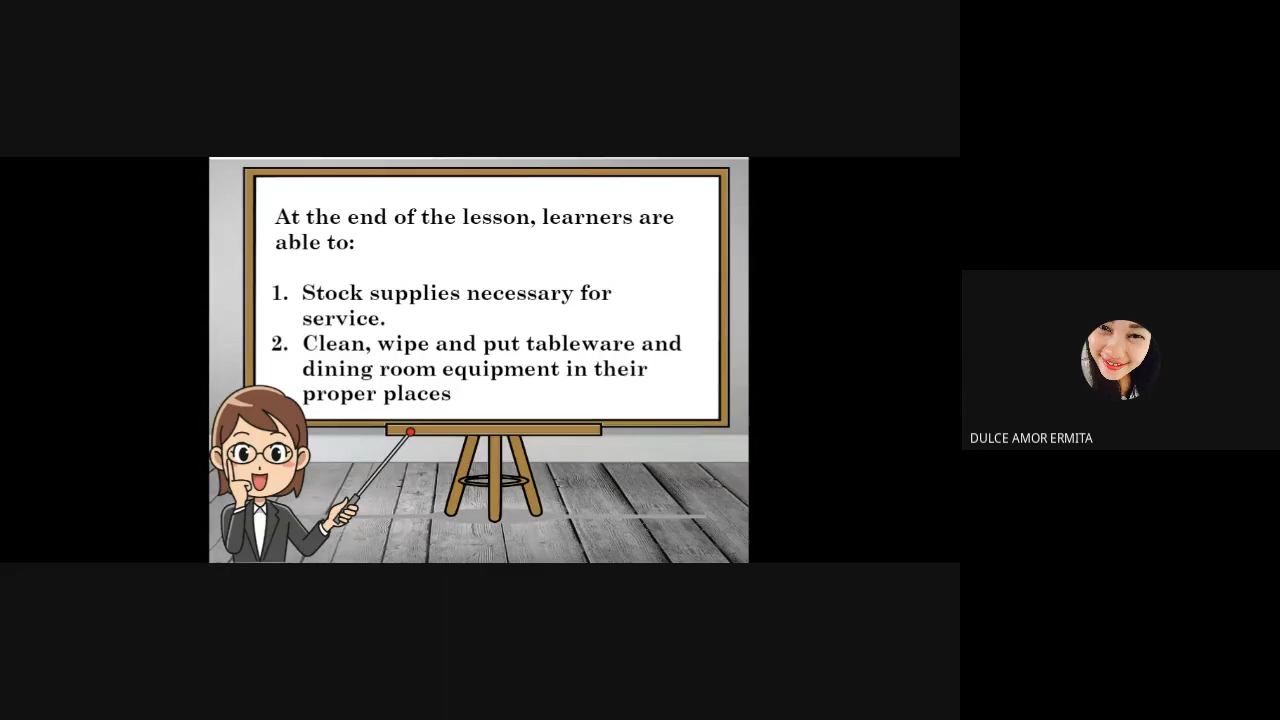 At the end of the lesson, learners are
able to:
1. Stock supplies necessary for
service.
2. Clean, wipe and put tableware and
dining room equipment in their
proper places
DULCE AMOR ERMITA